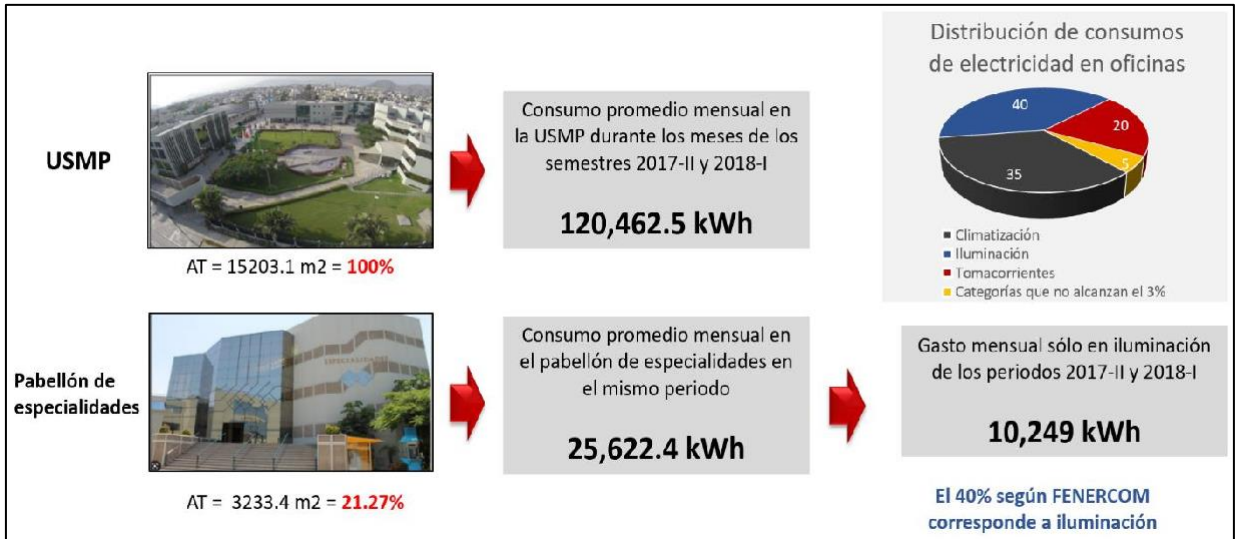 USMP
AT = 15203.1 m2 = 100%
Consumo promedio mensual en
la USMP durante los meses de los
semestres 2017-II y 2018-I
120,462.5 kWh
Distribución de consumos
de electricidad en oficinas
40
20
5
35
Climatización
Iluminación
Tomacorrientes
Categorías que no alcanzan el 3%
Pabellón de
especialidades
ESPECIALIDADES
AT = 3233.4 m2 = 21.27%
Consumo promedio mensual en
el pabellón de especialidades en
el mismo periodo
25,622.4 kWh
Gasto mensual sólo en iluminación
de los periodos 2017-II y 2018-I
10,249 kWh
El 40% según FENERCOM
corresponde a iluminación